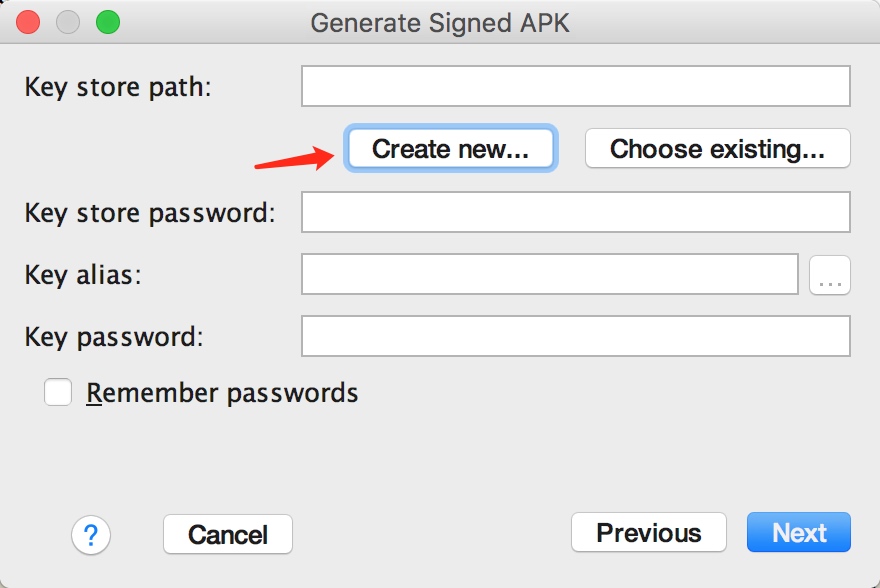 Generate Signed APK
Key store path:
Create new... Choose existing...
Key store password:
Key alias:
...
Key password:
Remember passwords
? Cancel Previous Next